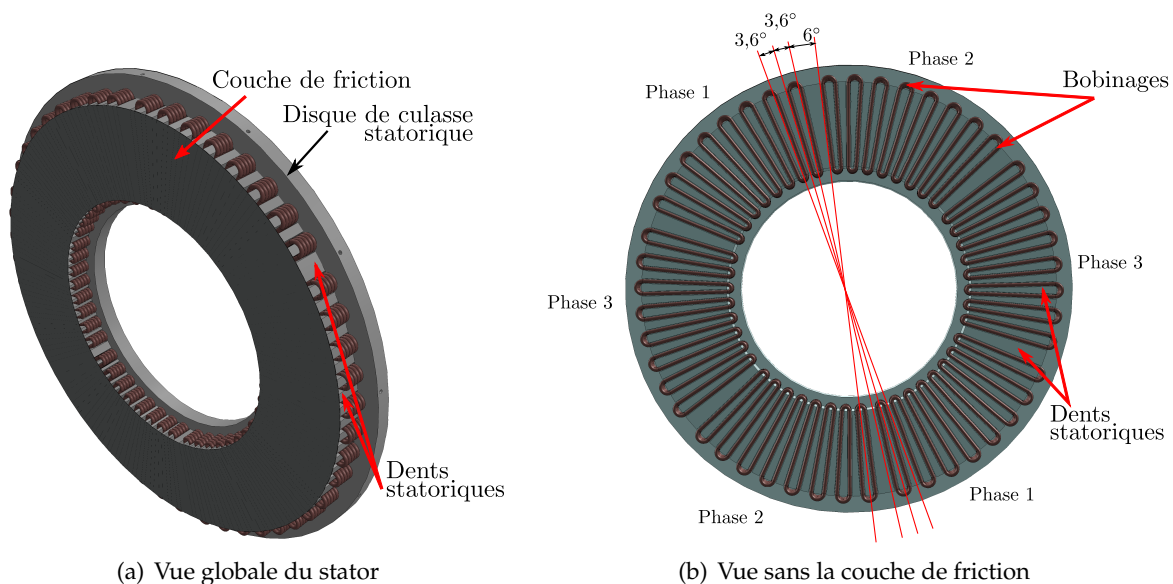 Couche de friction
Disque de culasse
statorique
Dents
statoriques
(a) Vue globale du stator
3,6°
3,6°
6°
Phase 1
Phase 2
Bobinages
Phase 3
Phase 3
Dents
statoriques
Phase 2
Phase 1
(b) Vue sans la couche de friction